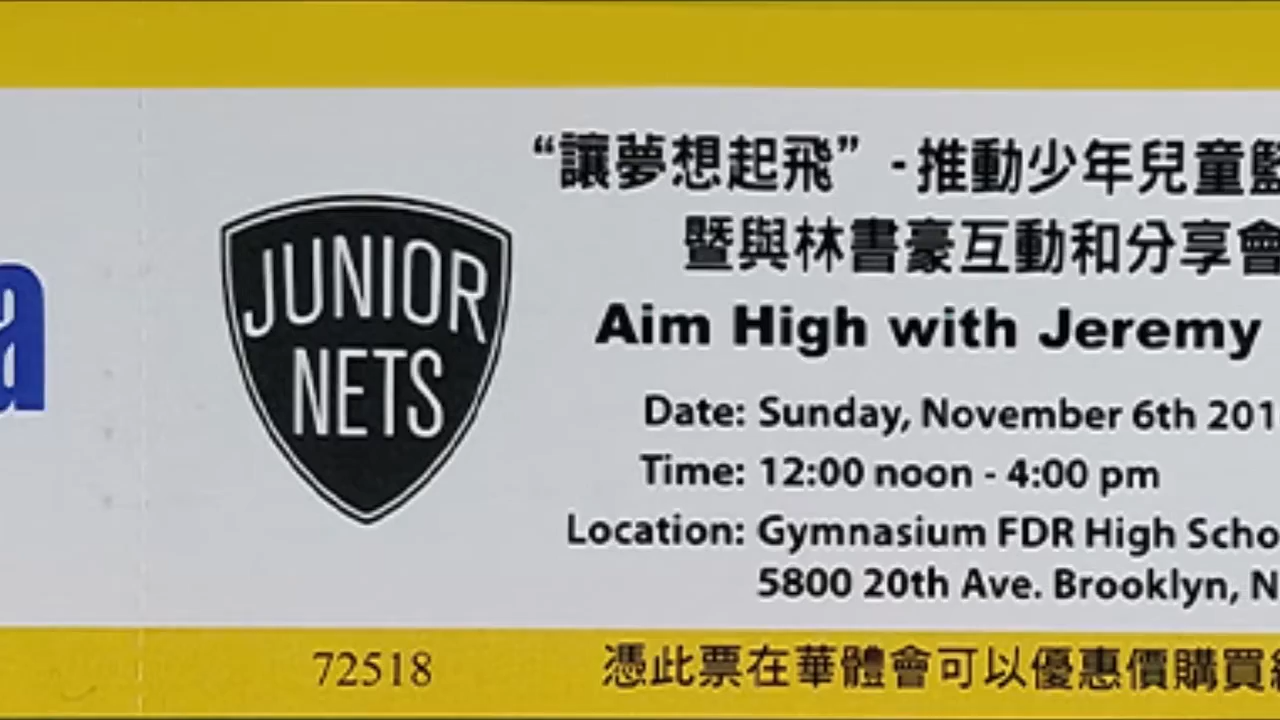 a
JUNIOR
NETS
72518
“讓夢想起飛” - 推動少年兒童籃
暨與林書豪互動和分享會
Aim High with Jeremy
Date: Sunday, November 6th 201
Time: 12:00 noon - 4:00 pm
Location: Gymnasium FDR High Scho
5800 20th Ave. Brooklyn, N
憑此票在華體會可以優惠價購買